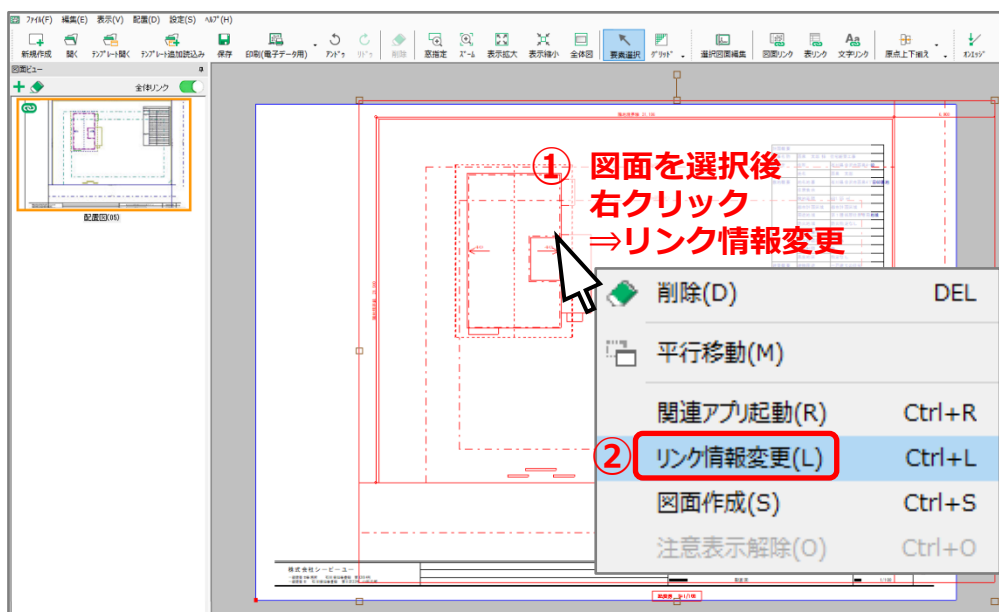 ﾌｧｲﾙ(F) 編集(E) 表示(V) 配置(D) 設定(S) ﾍﾙﾌﾟ(H)
新規作成 開く ﾃﾝﾌﾟﾚｰﾄ開く ﾃﾝﾌﾟﾚｰﾄ追加読込み 保存 印刷(電子データ用) ｱﾝﾄﾞｩ ﾘﾄﾞｩ 削除 窓指定 ｽﾞｰﾑ 表示拡大 表示縮小 全体図 要素選択 ｸﾞﾘｯﾄﾞ 選択図面編集 図面リンク 表リンク 文字リンク 原点上下揃え ｵﾝｴｯｼﾞ
図面ビュー
全体リンク
配置図(05)
① 図面を選択後
右クリック
⇒リンク情報変更
削除(D) DEL
平行移動(M)
関連アプリ起動(R) Ctrl+R
② リンク情報変更(L) Ctrl+L
図面作成(S) Ctrl+S
注意表示解除(O) Ctrl+O
株式会社シーピーユー
配置図
1/100